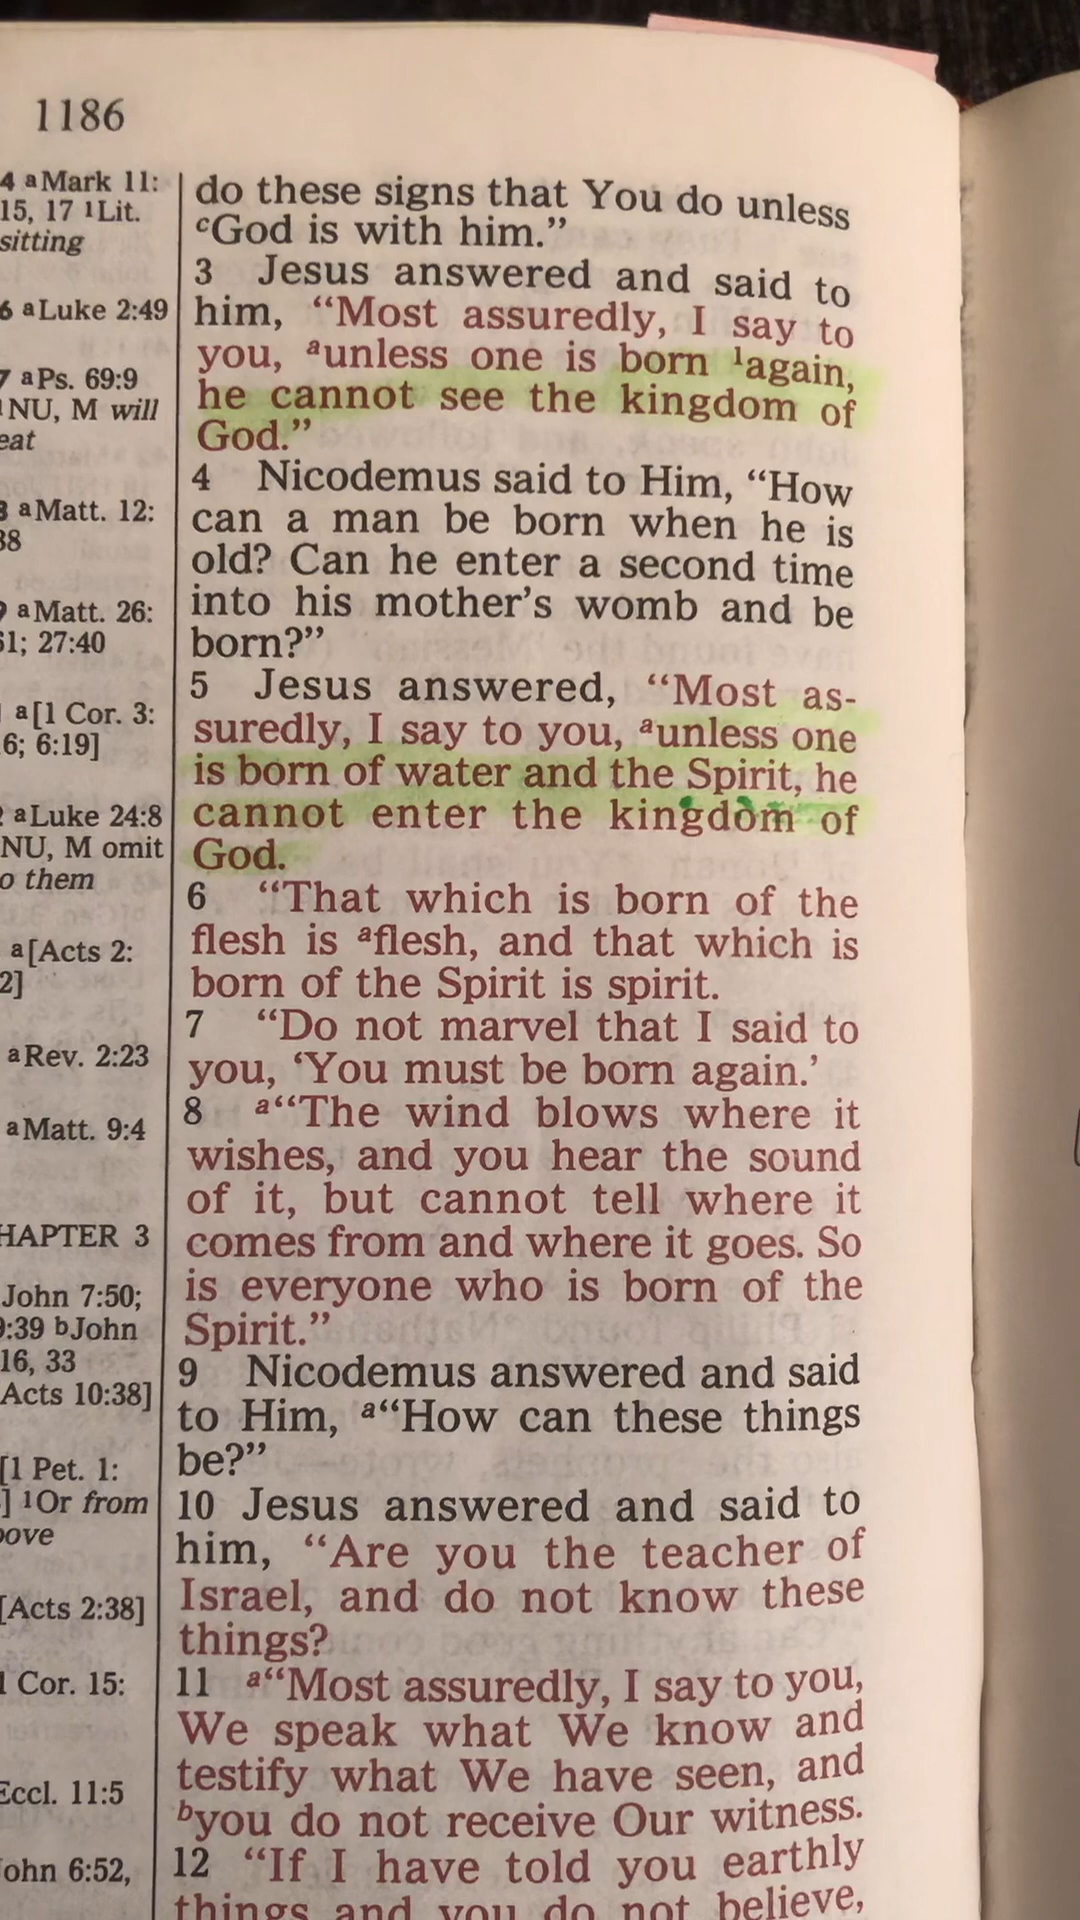 1186
4 aMark 11:
15, 17 1Lit.
sitting
6 aLuke 2:49
7 aPs. 69:9
NU, M will
eat
aMatt. 12:
38
aMatt. 26:
61; 27:40
a[1 Cor. 3:
6; 6:19]
aLuke 24:8
NU, M omit
to them
a[Acts 2:
2]
aRev. 2:23
aMatt. 9:4
HAPTER 3
John 7:50;
9:39 bJohn
16, 33
Acts 10:38]
[1 Pet. 1:
] 1Or from
bove
[Acts 2:38]
1 Cor. 15:
Eccl. 11:5
John 6:52,
do these signs that You do unless
cGod is with him.”
3 Jesus answered and said to
him, “Most assuredly, I say to
you, aunless one is born 1again,
he cannot see the kingdom of
God.”
4 Nicodemus said to Him, “How
can a man be born when he is
old? Can he enter a second time
into his mother’s womb and be
born?”
5 Jesus answered, “Most as-
suredly, I say to you, aunless one
is born of water and the Spirit, he
cannot enter the kingdom of
God.
6 “That which is born of the
flesh is aflesh, and that which is
born of the Spirit is spirit.
7 “Do not marvel that I said to
you, ‘You must be born again.’
8 a“The wind blows where it
wishes, and you hear the sound
of it, but cannot tell where it
comes from and where it goes. So
is everyone who is born of the
Spirit.”
9 Nicodemus answered and said
to Him, a“How can these things
be?”
10 Jesus answered and said to
him, “Are you the teacher of
Israel, and do not know these
things?
11 a“Most assuredly, I say to you,
We speak what We know and
testify what We have seen, and
byou do not receive Our witness.
12 “If I have told you earthly
things and you do not believe,